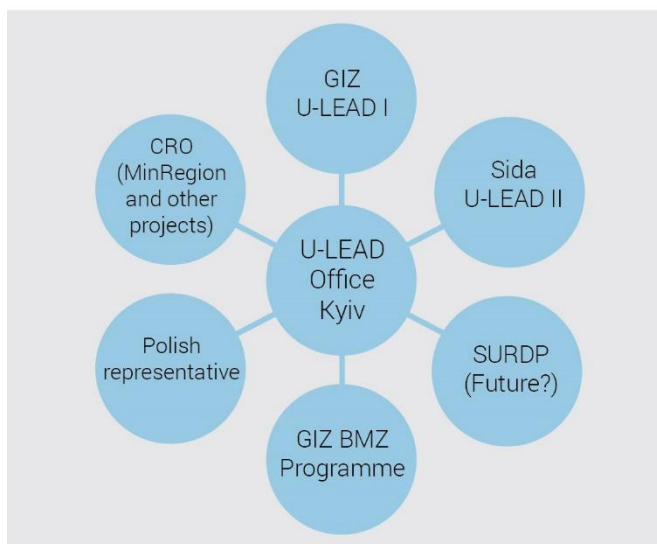 GIZ
U-LEAD I
CRO
(MinRegion
and other
projects)
Sida
U-LEAD II
U-LEAD
Office
Kyiv
Polish
representative
SURDP
(Future?)
GIZ BMZ
Programme